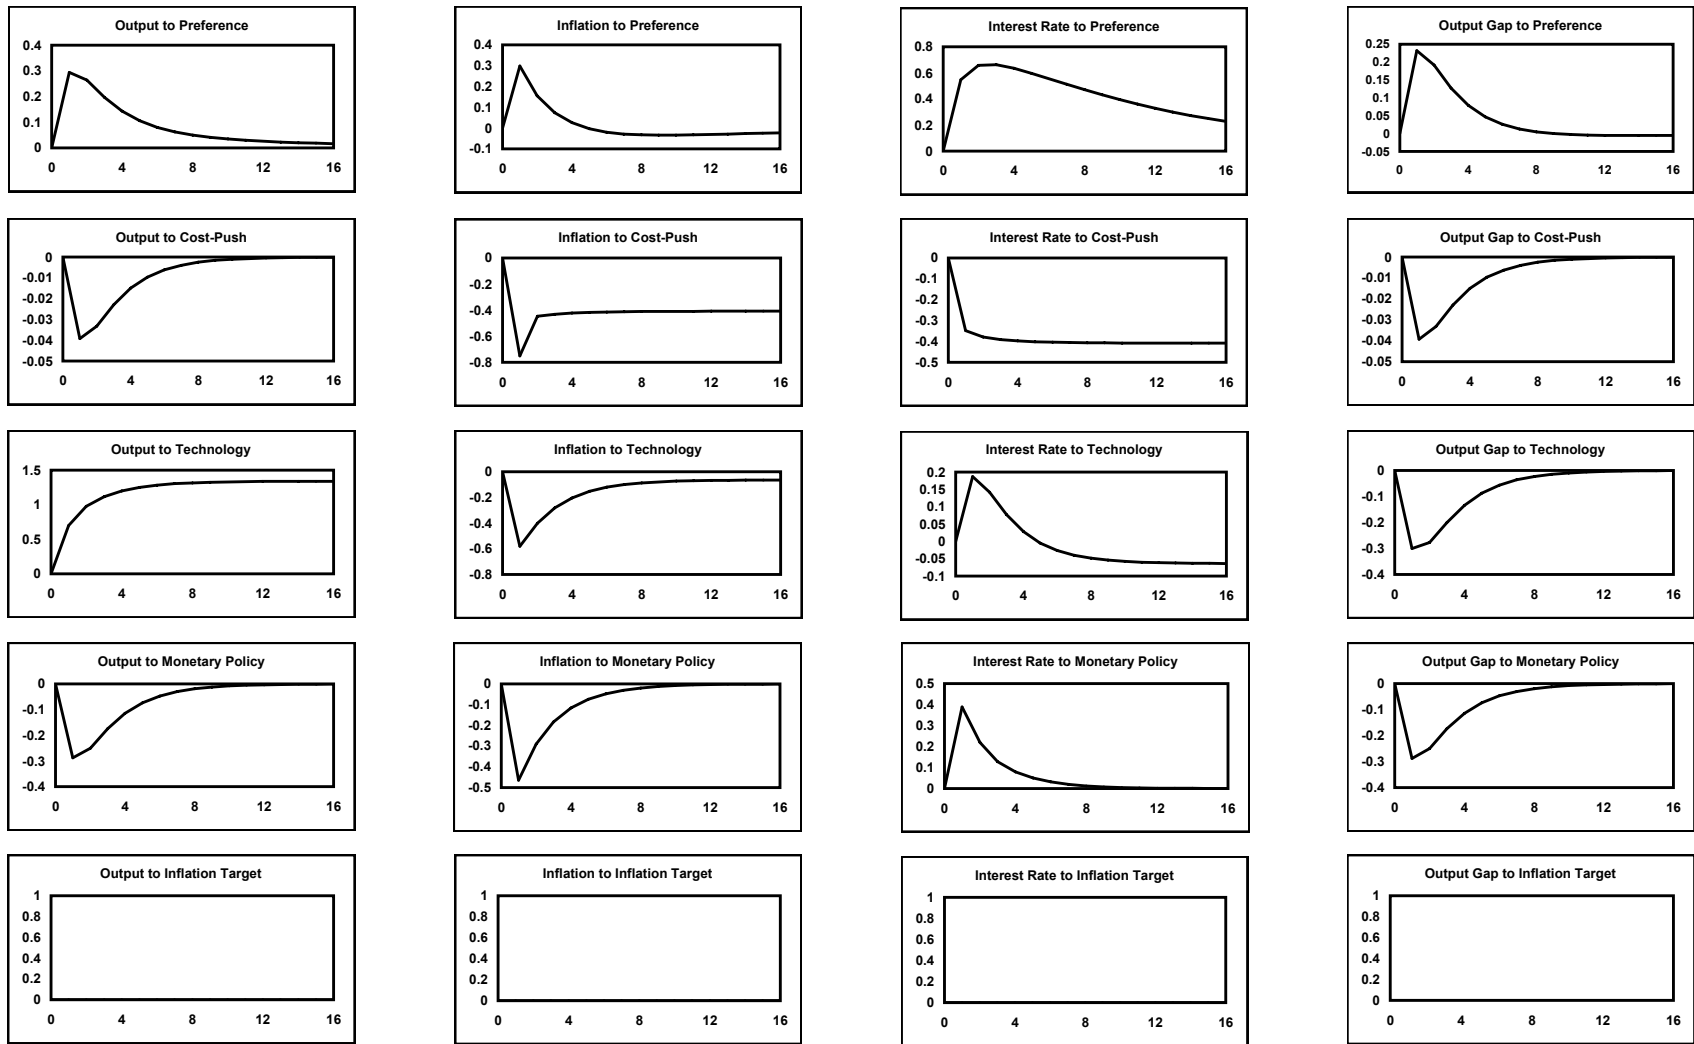 Output to Preference
0.4
0.3
0.2
0.1
0
0 4 8 12 16
Inflation to Preference
0.4
0.3
0.2
0.1
0
-0.1
0 4 8 12 16
Interest Rate to Preference
0.8
0.6
0.4
0.2
0
0 4 8 12 16
Output Gap to Preference
0.25
0.2
0.15
0.1
0.05
0
-0.05
0 4 8 12 16
Output to Cost-Push
0
-0.01
-0.02
-0.03
-0.04
-0.05
0 4 8 12 16
Inflation to Cost-Push
0
-0.2
-0.4
-0.6
-0.8
0 4 8 12 16
Interest Rate to Cost-Push
0
-0.1
-0.2
-0.3
-0.4
-0.5
0 4 8 12 16
Output Gap to Cost-Push
0
-0.01
-0.02
-0.03
-0.04
-0.05
0 4 8 12 16
Output to Technology
1.5
1
0.5
0
0 4 8 12 16
Inflation to Technology
0
-0.2
-0.4
-0.6
-0.8
0 4 8 12 16
Interest Rate to Technology
0.2
0.15
0.1
0.05
0
-0.05
-0.1
0 4 8 12 16
Output Gap to Technology
0
-0.1
-0.2
-0.3
-0.4
0 4 8 12 16
Output to Monetary Policy
0
-0.1
-0.2
-0.3
-0.4
0 4 8 12 16
Inflation to Monetary Policy
0
-0.1
-0.2
-0.3
-0.4
-0.5
0 4 8 12 16
Interest Rate to Monetary Policy
0.5
0.4
0.3
0.2
0.1
0
0 4 8 12 16
Output Gap to Monetary Policy
0
-0.1
-0.2
-0.3
-0.4
0 4 8 12 16
Output to Inflation Target
1
0.8
0.6
0.4
0.2
0
0 4 8 12 16
Inflation to Inflation Target
1
0.8
0.6
0.4
0.2
0
0 4 8 12 16
Interest Rate to Inflation Target
1
0.8
0.6
0.4
0.2
0
0 4 8 12 16
Output Gap to Inflation Target
1
0.8
0.6
0.4
0.2
0
0 4 8 12 16